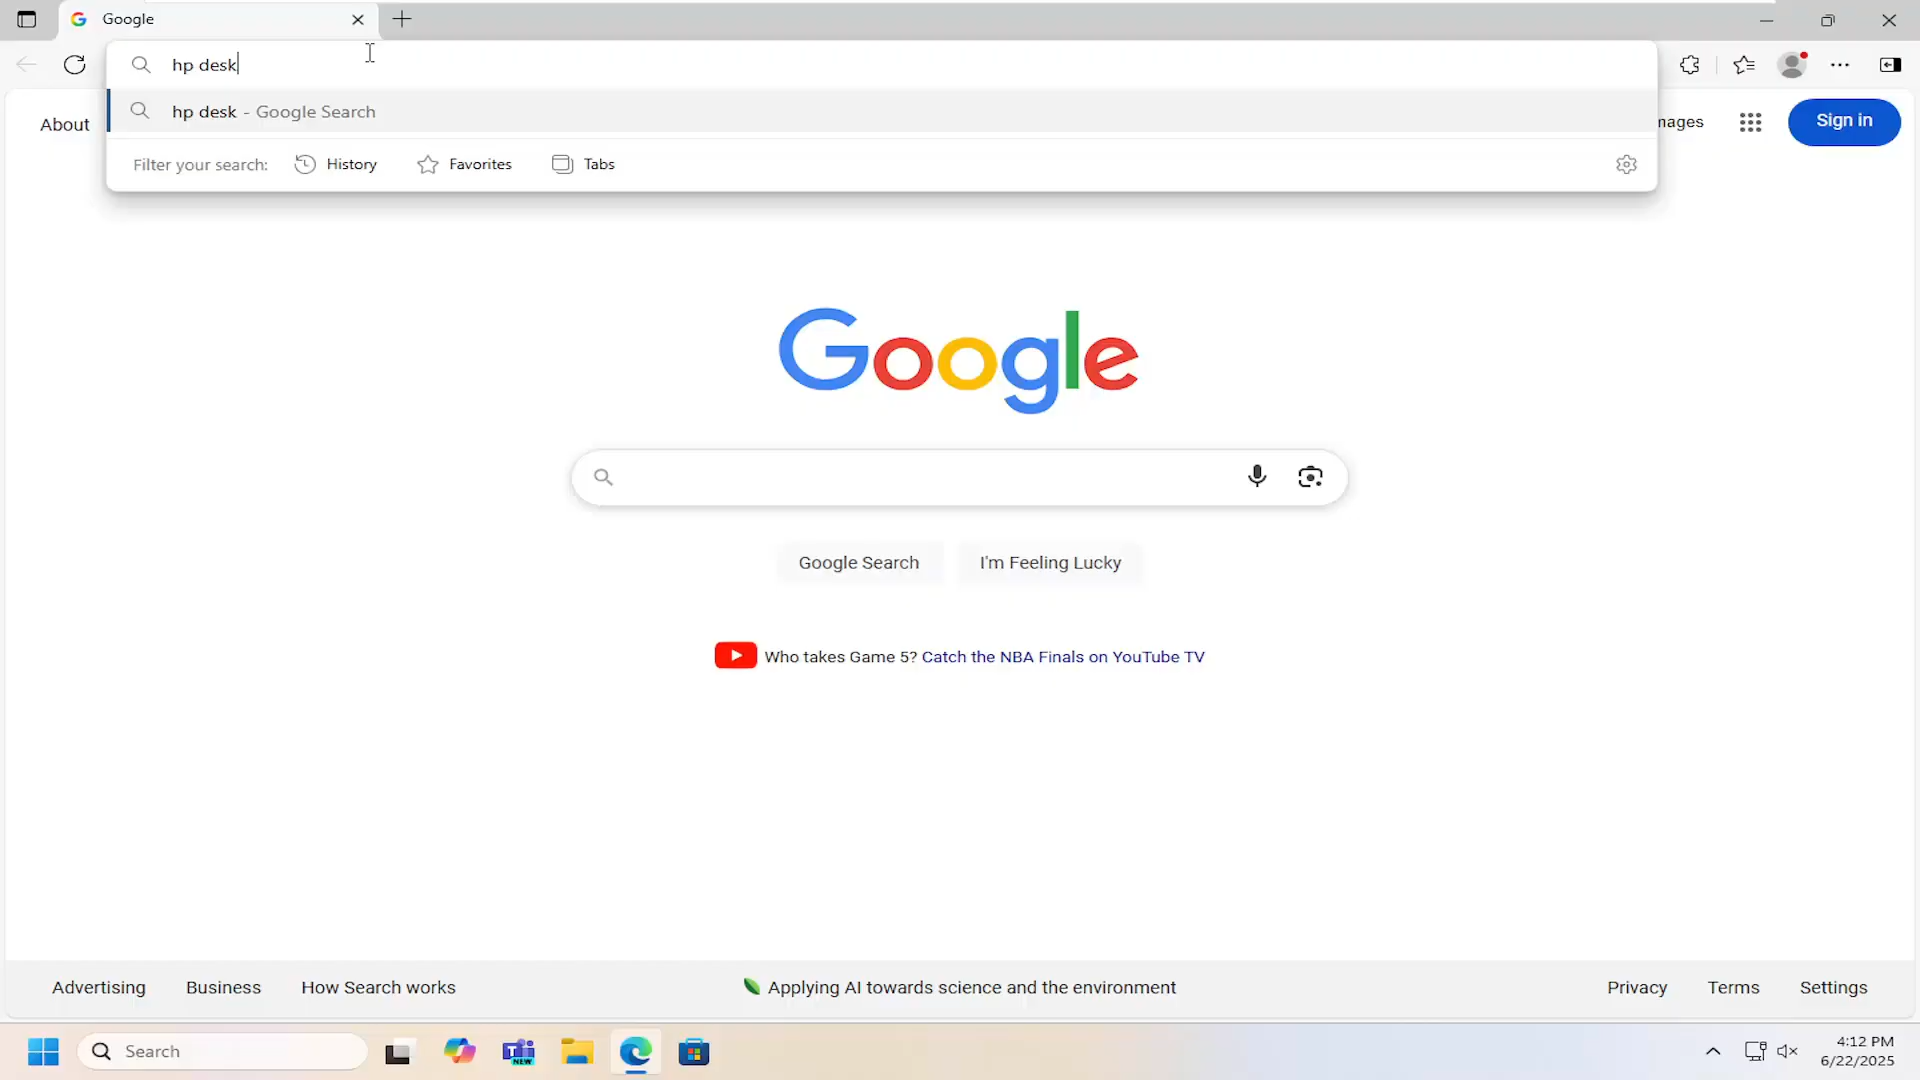 Google
hp desk
hp desk - Google Search
About
mages
Sign in
Filter your search: History Favorites Tabs
Google
Google Search
I'm Feeling Lucky
Who takes Game 5? Catch the NBA Finals on YouTube TV
Advertising Business How Search works
Applying AI towards science and the environment
Privacy Terms Settings
Search
NEW
4:12 PM
6/22/2025